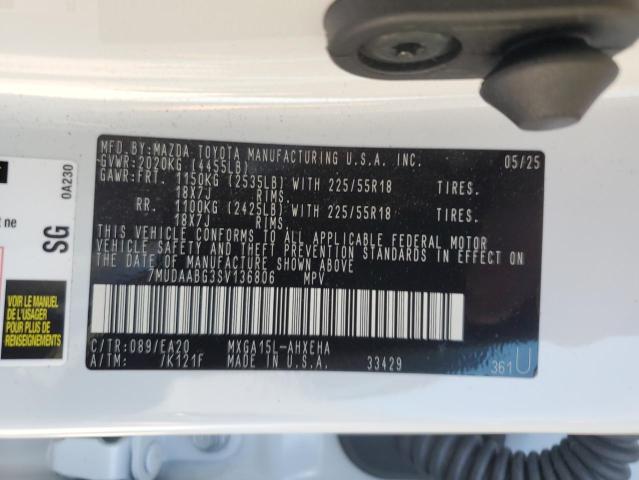 MFD.BY:MAZDA TOYOTA MANUFACTURING U.S.A. INC. 05/25
GVWR:2020KG (4455LB)
GAWR:FRT. 1150KG (2535LB) WITH 225/55R18 TIRES.
18X7J RIMS.
RR. 1100KG (2425LB) WITH 225/55R18 TIRES.
18X7J RIMS.
THIS VEHICLE CONFORMS TO ALL APPLICABLE FEDERAL MOTOR
VEHICLE SAFETY AND THEFT PREVENTION STANDARDS IN EFFECT ON
THE DATE OF MANUFACTURE SHOWN ABOVE.
7MUDAABG3SV136806 MPV
C/TR:089/EA20 MXGA15L-AHXEHA
A/TM: /K121F MADE IN U.S.A. 33429
361U
0A230
SG
t ne
VOIR LE MANUEL
DE L'USAGER
POUR PLUS DE
RENSEIGNEMENTS